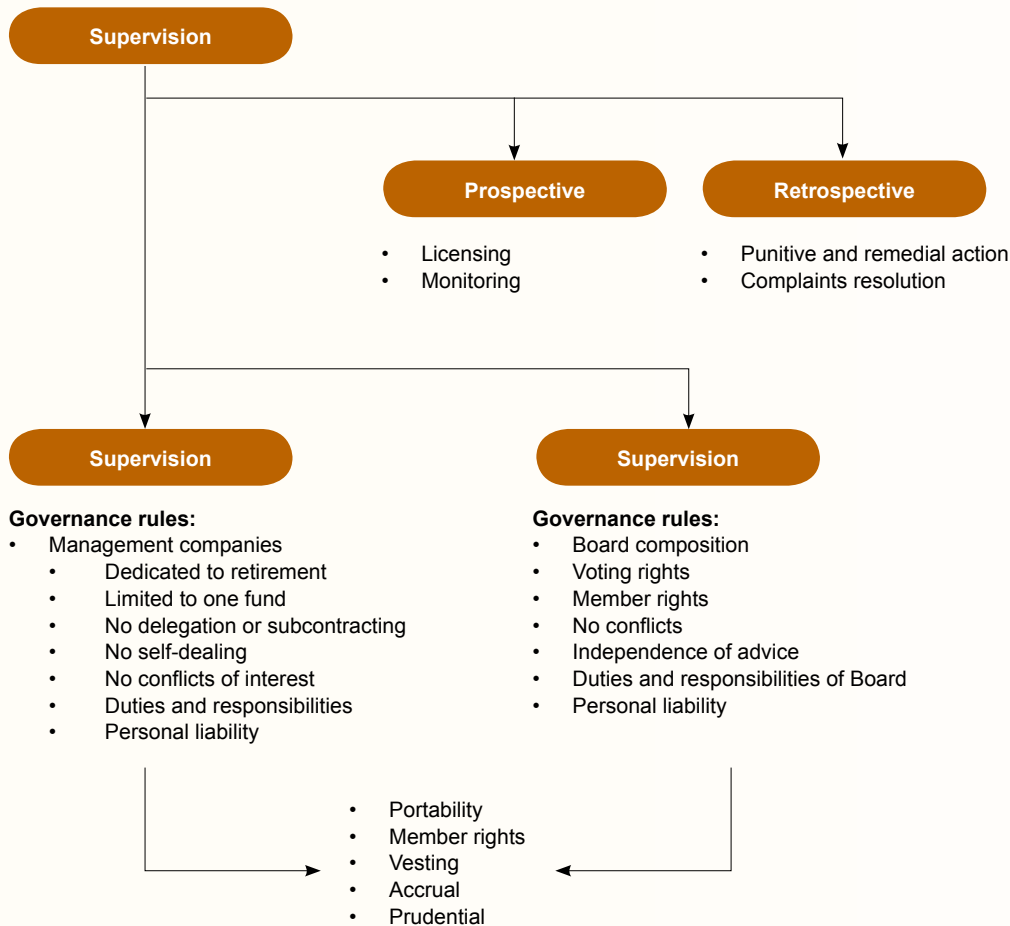 Supervision
Prospective
Retrospective
• Licensing
• Monitoring
• Punitive and remedial action
• Complaints resolution
Supervision
Supervision
Governance rules:
• Management companies
• Dedicated to retirement
• Limited to one fund
• No delegation or subcontracting
• No self-dealing
• No conflicts of interest
• Duties and responsibilities
• Personal liability
Governance rules:
• Board composition
• Voting rights
• Member rights
• No conflicts
• Independence of advice
• Duties and responsibilities of Board
• Personal liability
• Portability
• Member rights
• Vesting
• Accrual
• Prudential